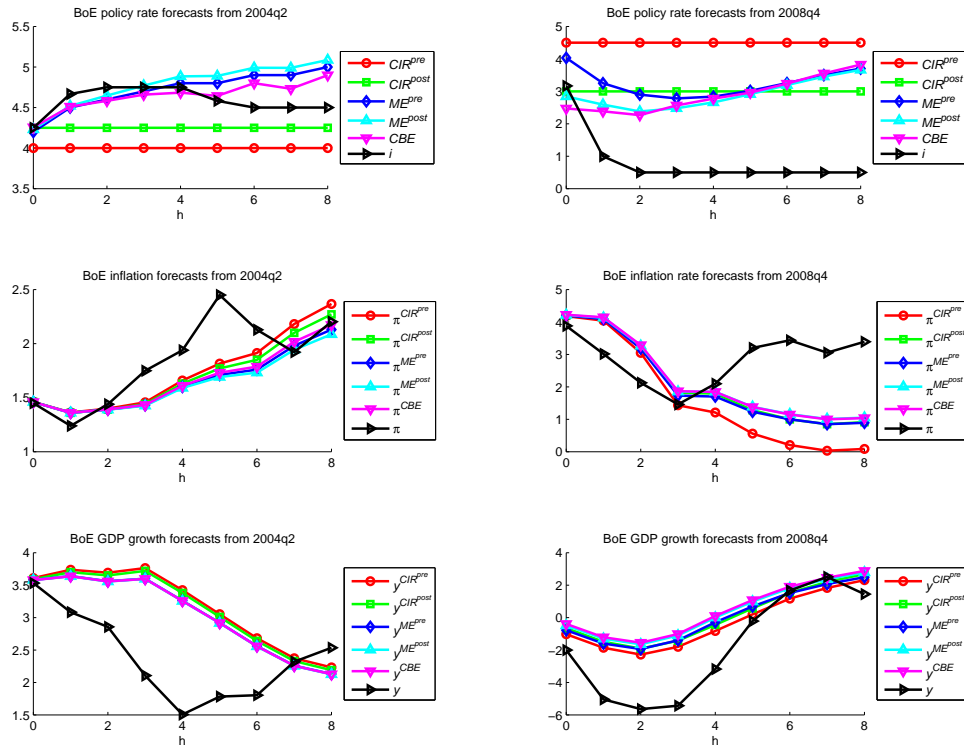 BoE policy rate forecasts from 2004q2
5.5
5
4.5
4
3.5
0 2 4 6 8
h
CIR^pre
CIR^post
ME^pre
ME^post
CBE
i
BoE policy rate forecasts from 2008q4
5
4
3
2
1
0
0 2 4 6 8
h
CIR^pre
CIR^post
ME^pre
ME^post
CBE
i
BoE inflation forecasts from 2004q2
2.5
2
1.5
1
0 2 4 6 8
h
π^CIR^pre
π^CIR^post
π^ME^pre
π^ME^post
π^CBE
π
BoE inflation rate forecasts from 2008q4
5
4
3
2
1
0
0 2 4 6 8
h
π^CIR^pre
π^CIR^post
π^ME^pre
π^ME^post
π^CBE
π
BoE GDP growth forecasts from 2004q2
4
3.5
3
2.5
2
1.5
0 2 4 6 8
h
y^CIR^pre
y^CIR^post
y^ME^pre
y^ME^post
y^CBE
y
BoE GDP growth forecasts from 2008q4
4
2
0
−2
−4
−6
0 2 4 6 8
h
y^CIR^pre
y^CIR^post
y^ME^pre
y^ME^post
y^CBE
y